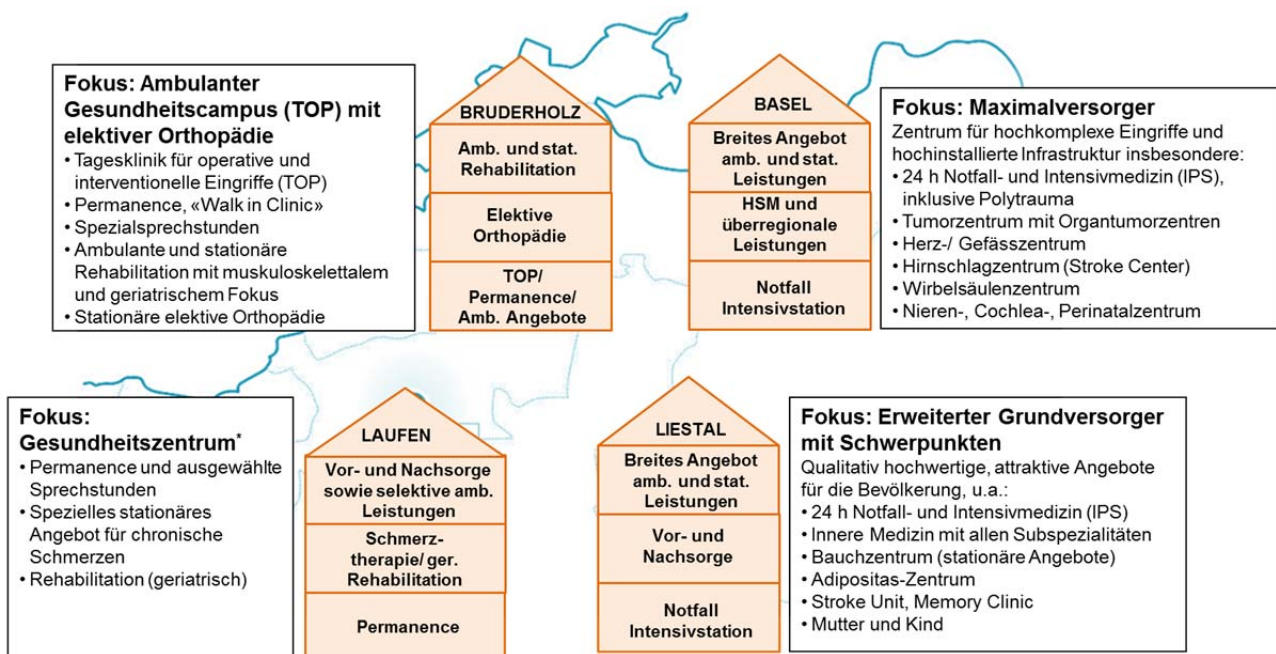 Fokus: Ambulanter
Gesundheitscampus (TOP) mit
elektiver Orthopädie
• Tagesklinik für operative und
interventionelle Eingriffe (TOP)
• Permanence, «Walk in Clinic»
• Spezialsprechstunden
• Ambulante und stationäre
Rehabilitation mit muskuloskelettalem
und geriatrischem Fokus
• Stationäre elektive Orthopädie
BRUDERHOLZ
Amb. und stat.
Rehabilitation
Elektive
Orthopädie
TOP/
Permanence/
Amb. Angebote
BASEL
Breites Angebot
amb. und stat.
Leistungen
HSM und
überregionale
Leistungen
Notfall
Intensivstation
Fokus: Maximalversorger
Zentrum für hochkomplexe Eingriffe und
hochinstallierte Infrastruktur insbesondere:
• 24 h Notfall- und Intensivmedizin (IPS),
inklusive Polytrauma
• Tumorzentrum mit Organtumorzentren
• Herz-/ Gefässzentrum
• Hirnschlagzentrum (Stroke Center)
• Wirbelsäulenzentrum
• Nieren-, Cochlea-, Perinatalzentrum
Fokus:
Gesundheitszentrum*
• Permanence und ausgewählte
Sprechstunden
• Spezielles stationäres
Angebot für chronische
Schmerzen
• Rehabilitation (geriatrisch)
LAUFEN
Vor- und Nachsorge
sowie selektive amb.
Leistungen
Schmerz-
therapie/ ger.
Rehabilitation
Permanence
LIESTAL
Breites Angebot
amb. und stat.
Leistungen
Vor- und
Nachsorge
Notfall
Intensivstation
Fokus: Erweiterter Grundversorger
mit Schwerpunkten
Qualitativ hochwertige, attraktive Angebote
für die Bevölkerung, u.a.:
• 24 h Notfall- und Intensivmedizin (IPS)
• Innere Medizin mit allen Subspezialitäten
• Bauchzentrum (stationäre Angebote)
• Adipositas-Zentrum
• Stroke Unit, Memory Clinic
• Mutter und Kind